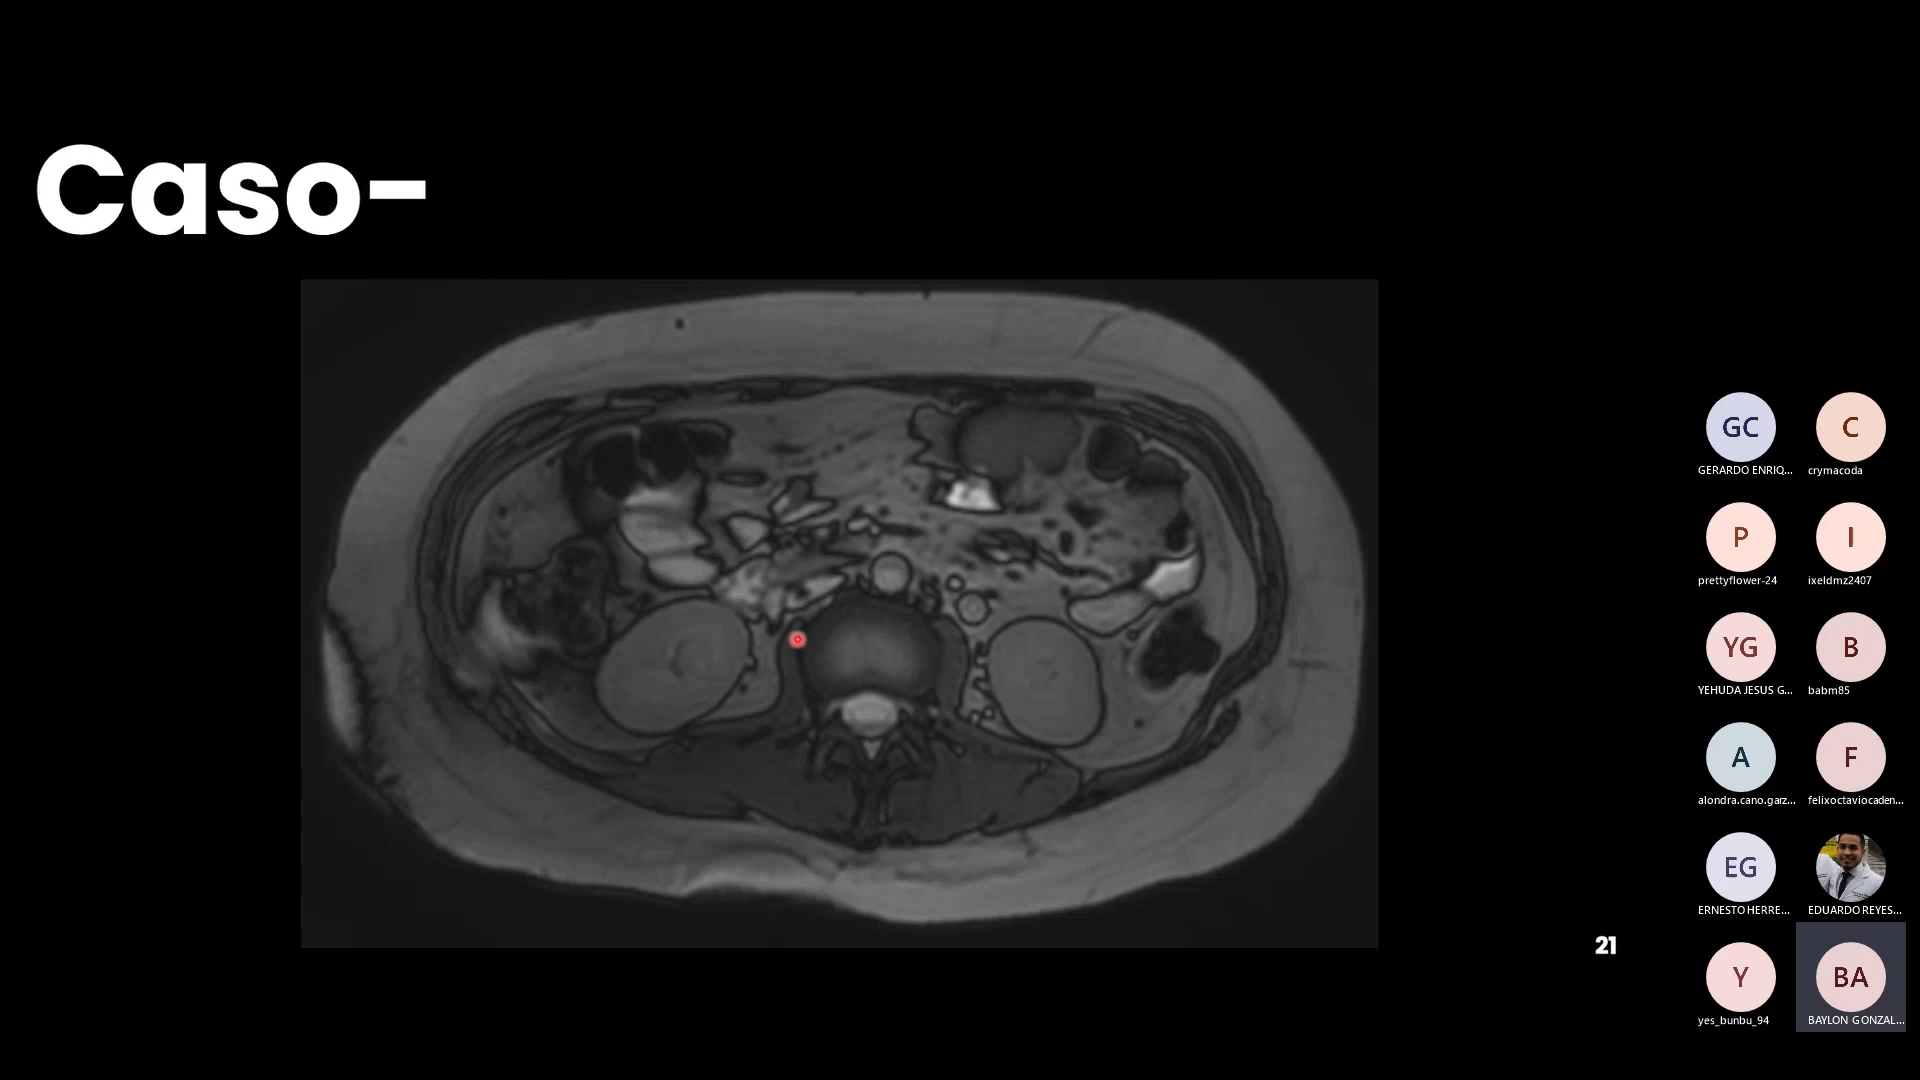 Caso-
21
GC
GERARDO ENRIQ...
C
crymacoda
P
prettyflower-24
I
ixeldmz2407
YG
YEHUDA JESUS G...
B
babm85
A
alondra.cano.garz...
F
felixoctaviocaden...
EG
ERNESTO HERRE...
EDUARDO REYES...
Y
yes_bunbu_94
BA
BAYLON GONZAL...